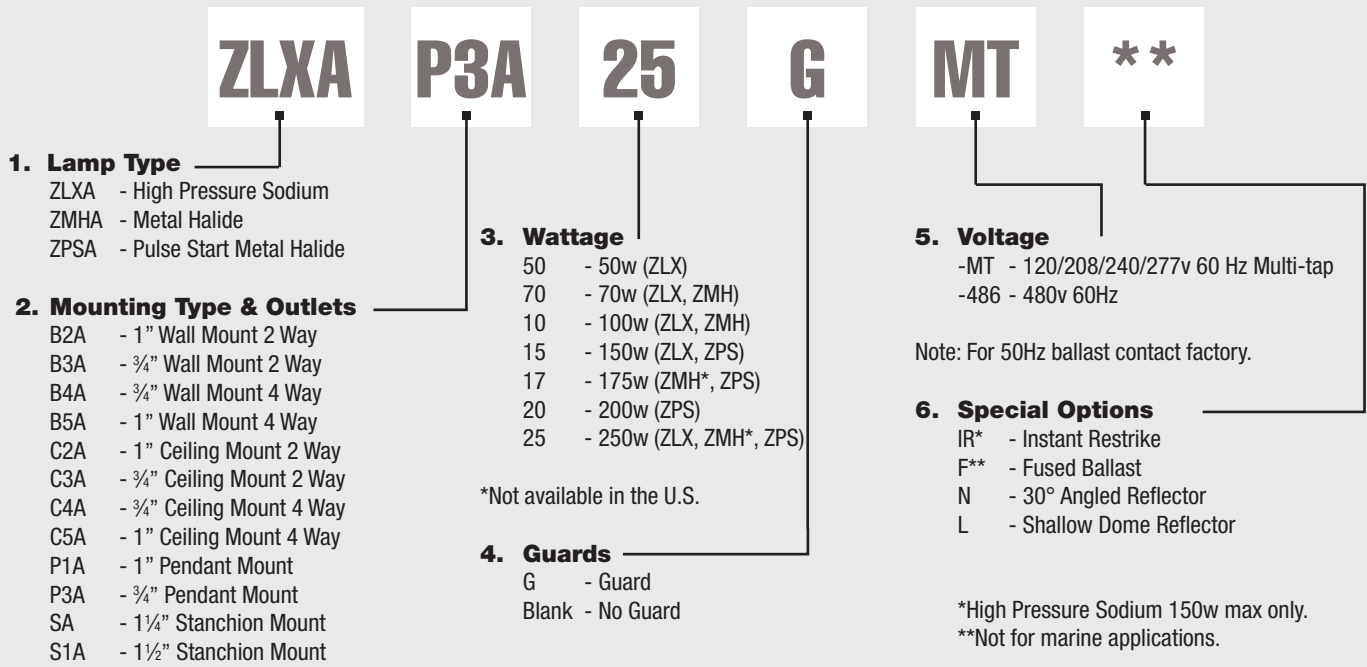 ZLXA P3A 25 G MT **
1. Lamp Type
ZLXA - High Pressure Sodium
ZMHA - Metal Halide
ZPSA - Pulse Start Metal Halide
2. Mounting Type & Outlets
B2A - 1” Wall Mount 2 Way
B3A - ¾” Wall Mount 2 Way
B4A - ¾” Wall Mount 4 Way
B5A - 1” Wall Mount 4 Way
C2A - 1” Ceiling Mount 2 Way
C3A - ¾” Ceiling Mount 2 Way
C4A - ¾” Ceiling Mount 4 Way
C5A - 1” Ceiling Mount 4 Way
P1A - 1” Pendant Mount
P3A - ¾” Pendant Mount
SA - 1¼” Stanchion Mount
S1A - 1½” Stanchion Mount
3. Wattage
50 - 50w (ZLX)
70 - 70w (ZLX, ZMH)
10 - 100w (ZLX, ZMH)
15 - 150w (ZLX, ZPS)
17 - 175w (ZMH*, ZPS)
20 - 200w (ZPS)
25 - 250w (ZLX, ZMH*, ZPS)
*Not available in the U.S.
4. Guards
G - Guard
Blank - No Guard
5. Voltage
-MT - 120/208/240/277v 60 Hz Multi-tap
-486 - 480v 60Hz
Note: For 50Hz ballast contact factory.
6. Special Options
IR* - Instant Restrike
F** - Fused Ballast
N - 30° Angled Reflector
L - Shallow Dome Reflector
*High Pressure Sodium 150w max only.
**Not for marine applications.